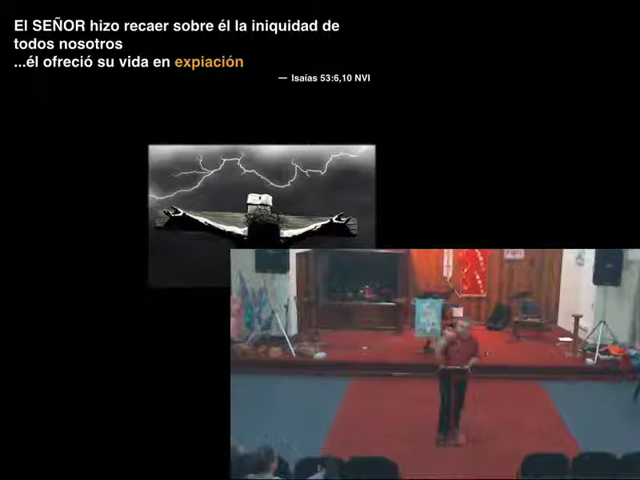 El SEÑOR hizo recaer sobre él la iniquidad de
todos nosotros
...él ofreció su vida en expiación
— Isaías 53:6,10 NVI